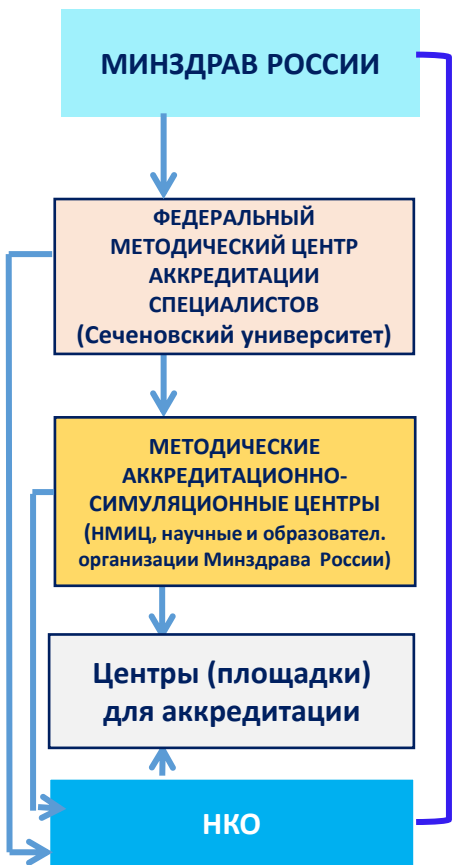 МИНЗДРАВ РОССИИ
ФЕДЕРАЛЬНЫЙ
МЕТОДИЧЕСКИЙ ЦЕНТР
АККРЕДИТАЦИИ
СПЕЦИАЛИСТОВ
(Сеченовский университет)
МЕТОДИЧЕСКИЕ
АККРЕДИТАЦИОННО-
СИМУЛЯЦИОННЫЕ ЦЕНТРЫ
(НМИЦ, научные и образовател.
организации Минздрава России)
Центры (площадки)
для аккредитации
НКО